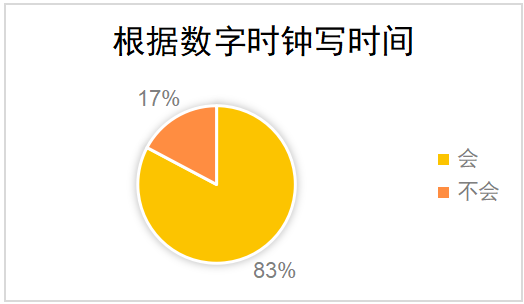 根据数字时钟写时间
17%
会
不会
83%